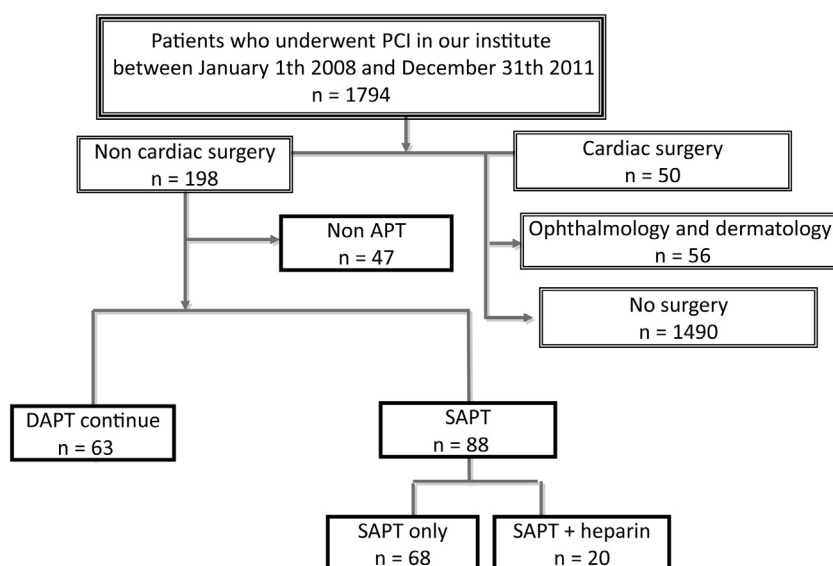 Patients who underwent PCI in our institute
between January 1th 2008 and December 31th 2011
n = 1794
Non cardiac surgery
n = 198
Cardiac surgery
n = 50
Non APT
n = 47
Ophthalmology and dermatology
n = 56
No surgery
n = 1490
DAPT continue
n = 63
SAPT
n = 88
SAPT only
n = 68
SAPT + heparin
n = 20